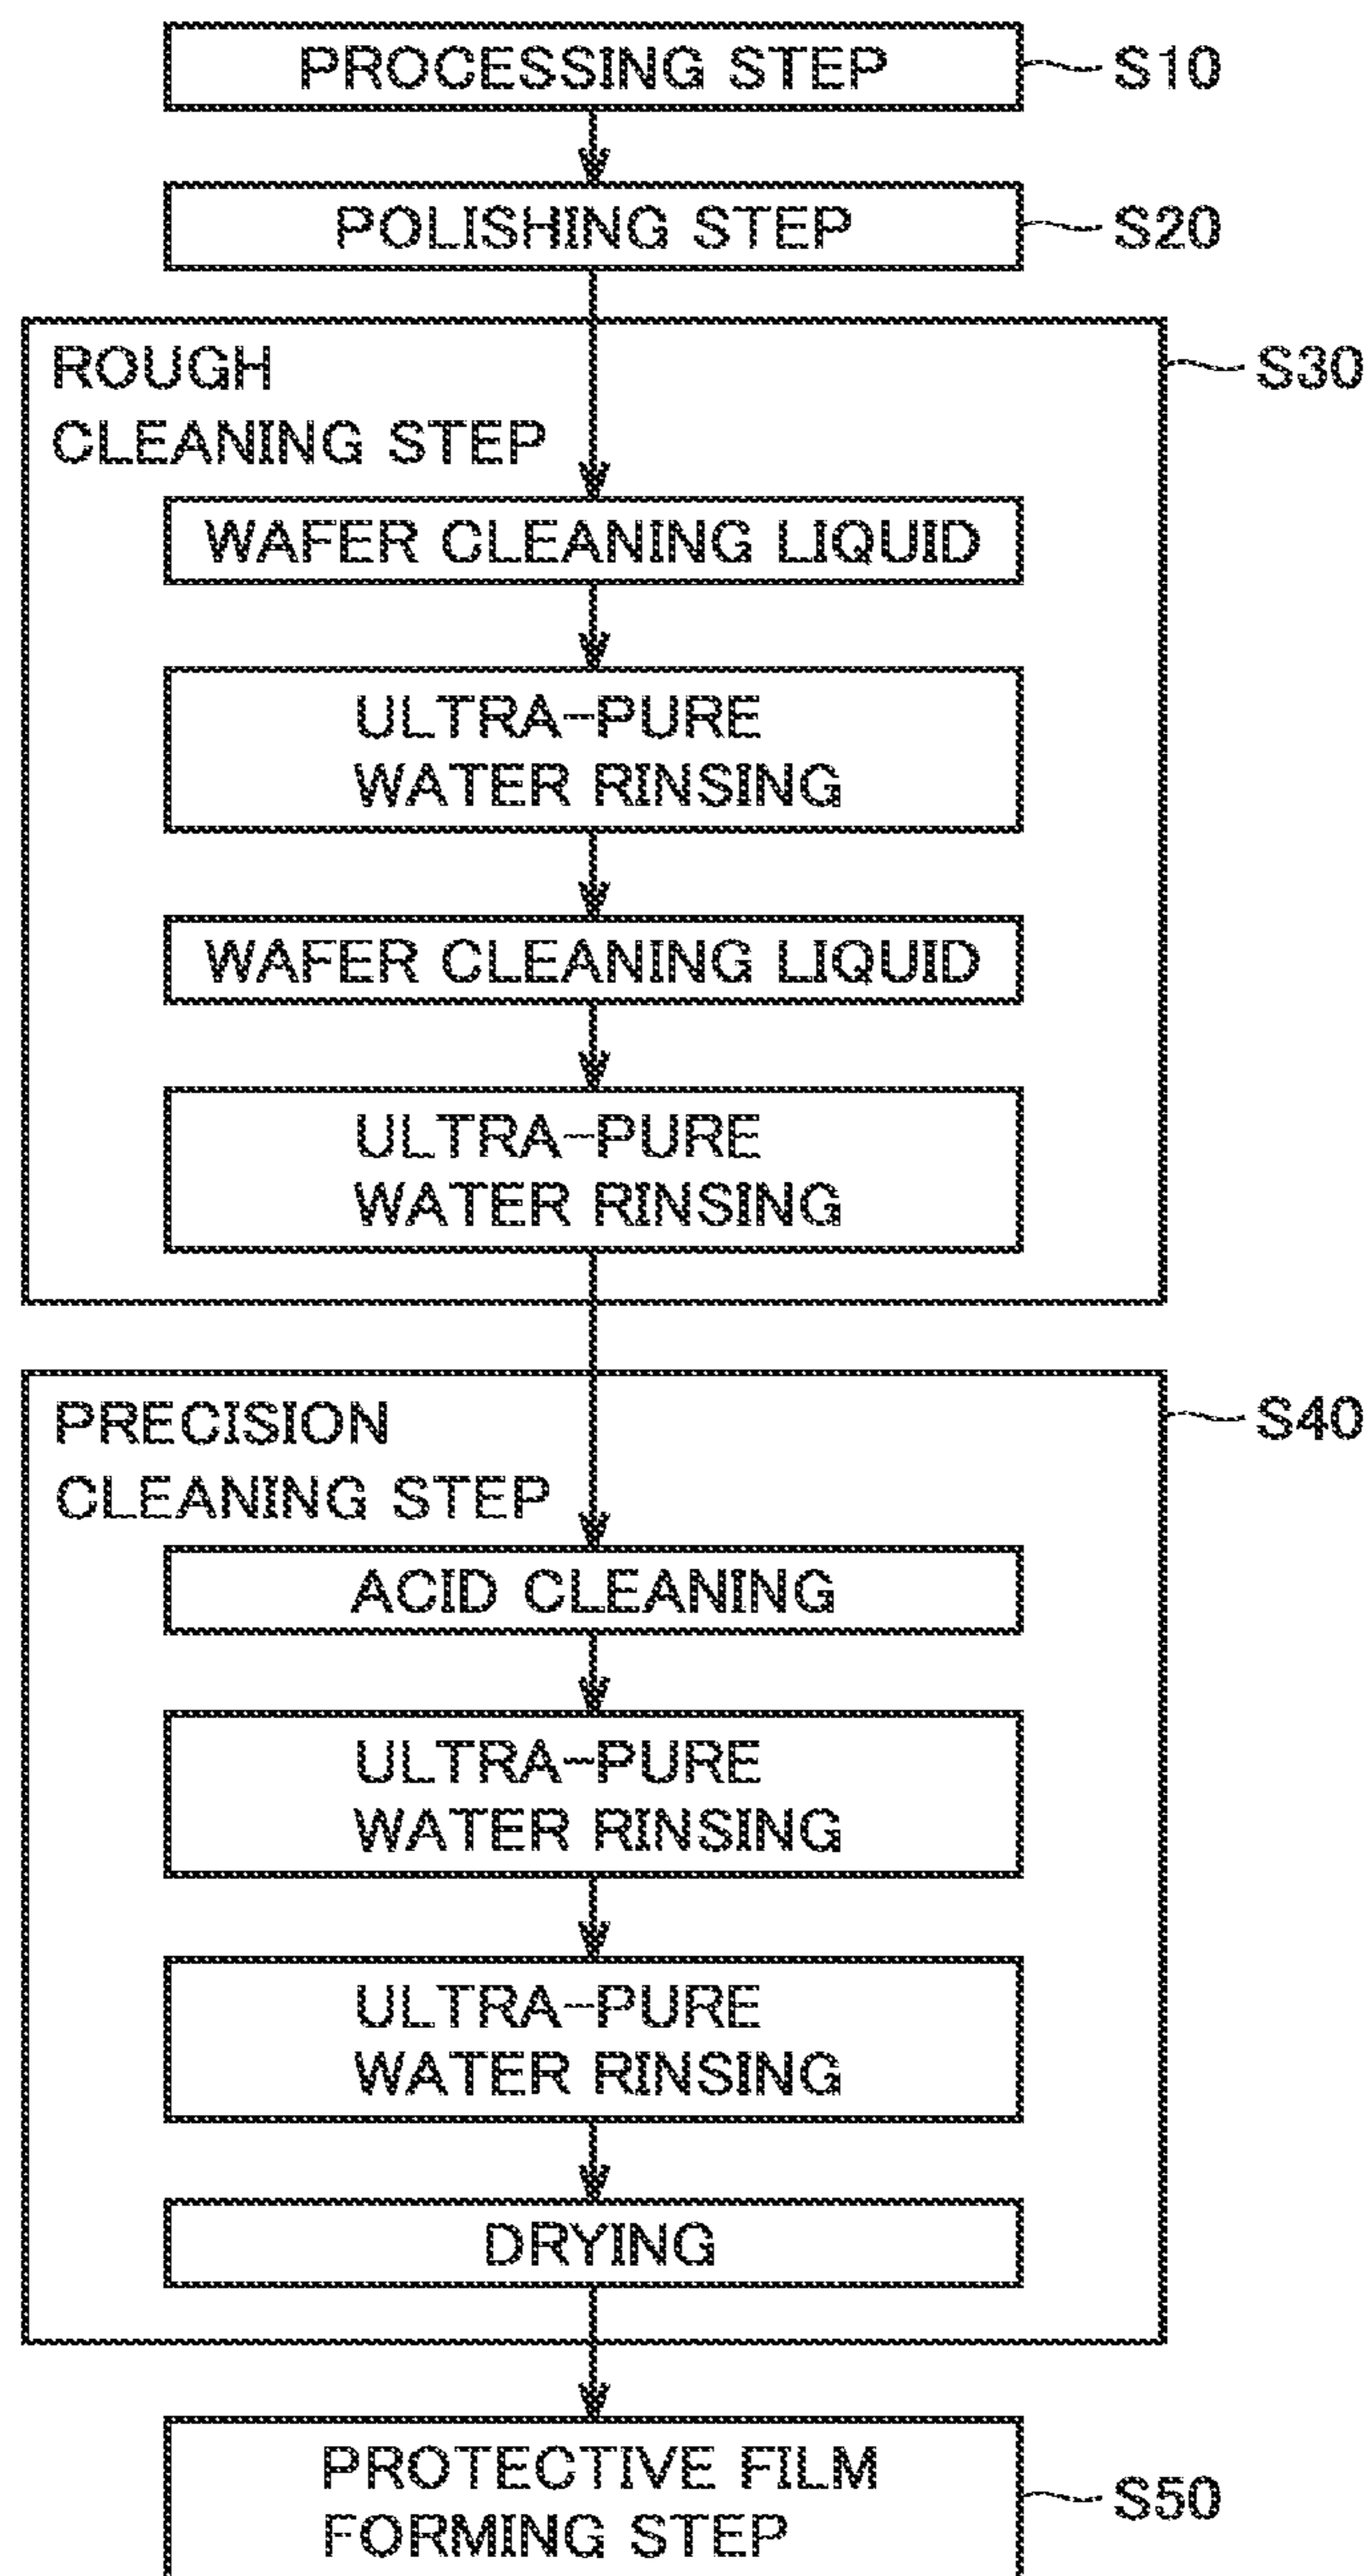 PROCESSING STEP
S10
POLISHING STEP
S20
ROUGH
CLEANING STEP
S30
WAFER CLEANING LIQUID
ULTRA-PURE
WATER RINSING
WAFER CLEANING LIQUID
ULTRA-PURE
WATER RINSING
PRECISION
CLEANING STEP
S40
ACID CLEANING
ULTRA-PURE
WATER RINSING
ULTRA-PURE
WATER RINSING
DRYING
PROTECTIVE FILM
FORMING STEP
S50